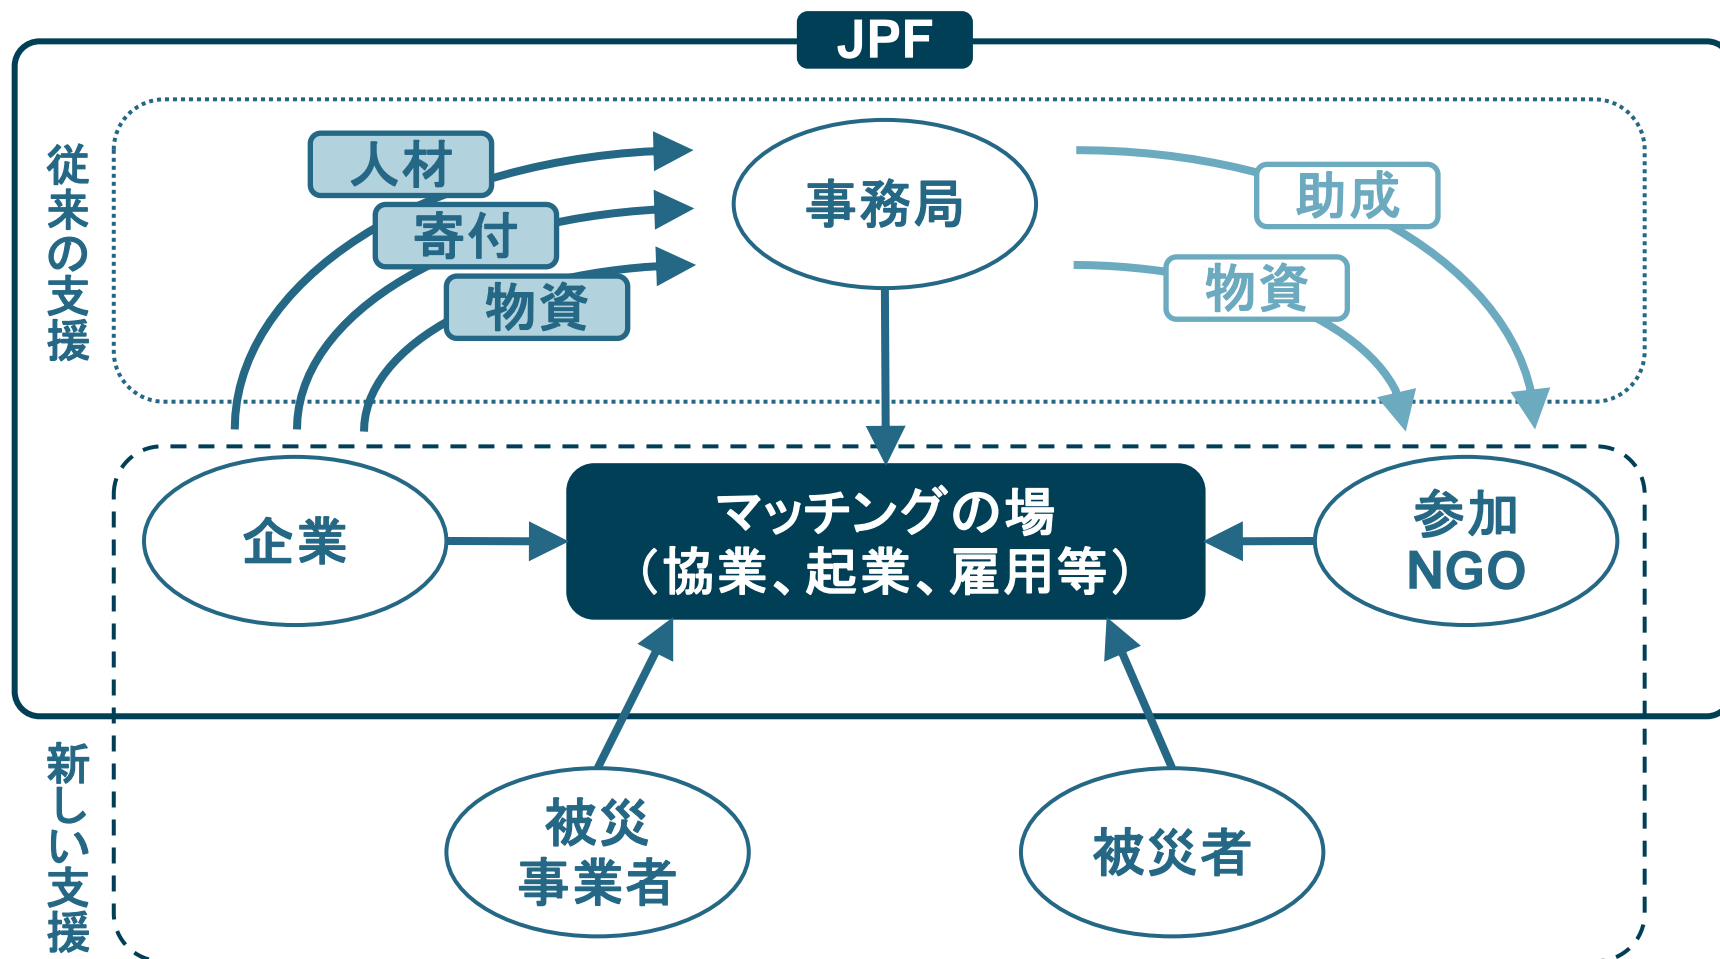 JPF
従来の支援
人材
寄付
物資
事務局
助成
物資
企業
マッチングの場
（協業、起業、雇用等）
参加
NGO
新しい支援
被災
事業者
被災者